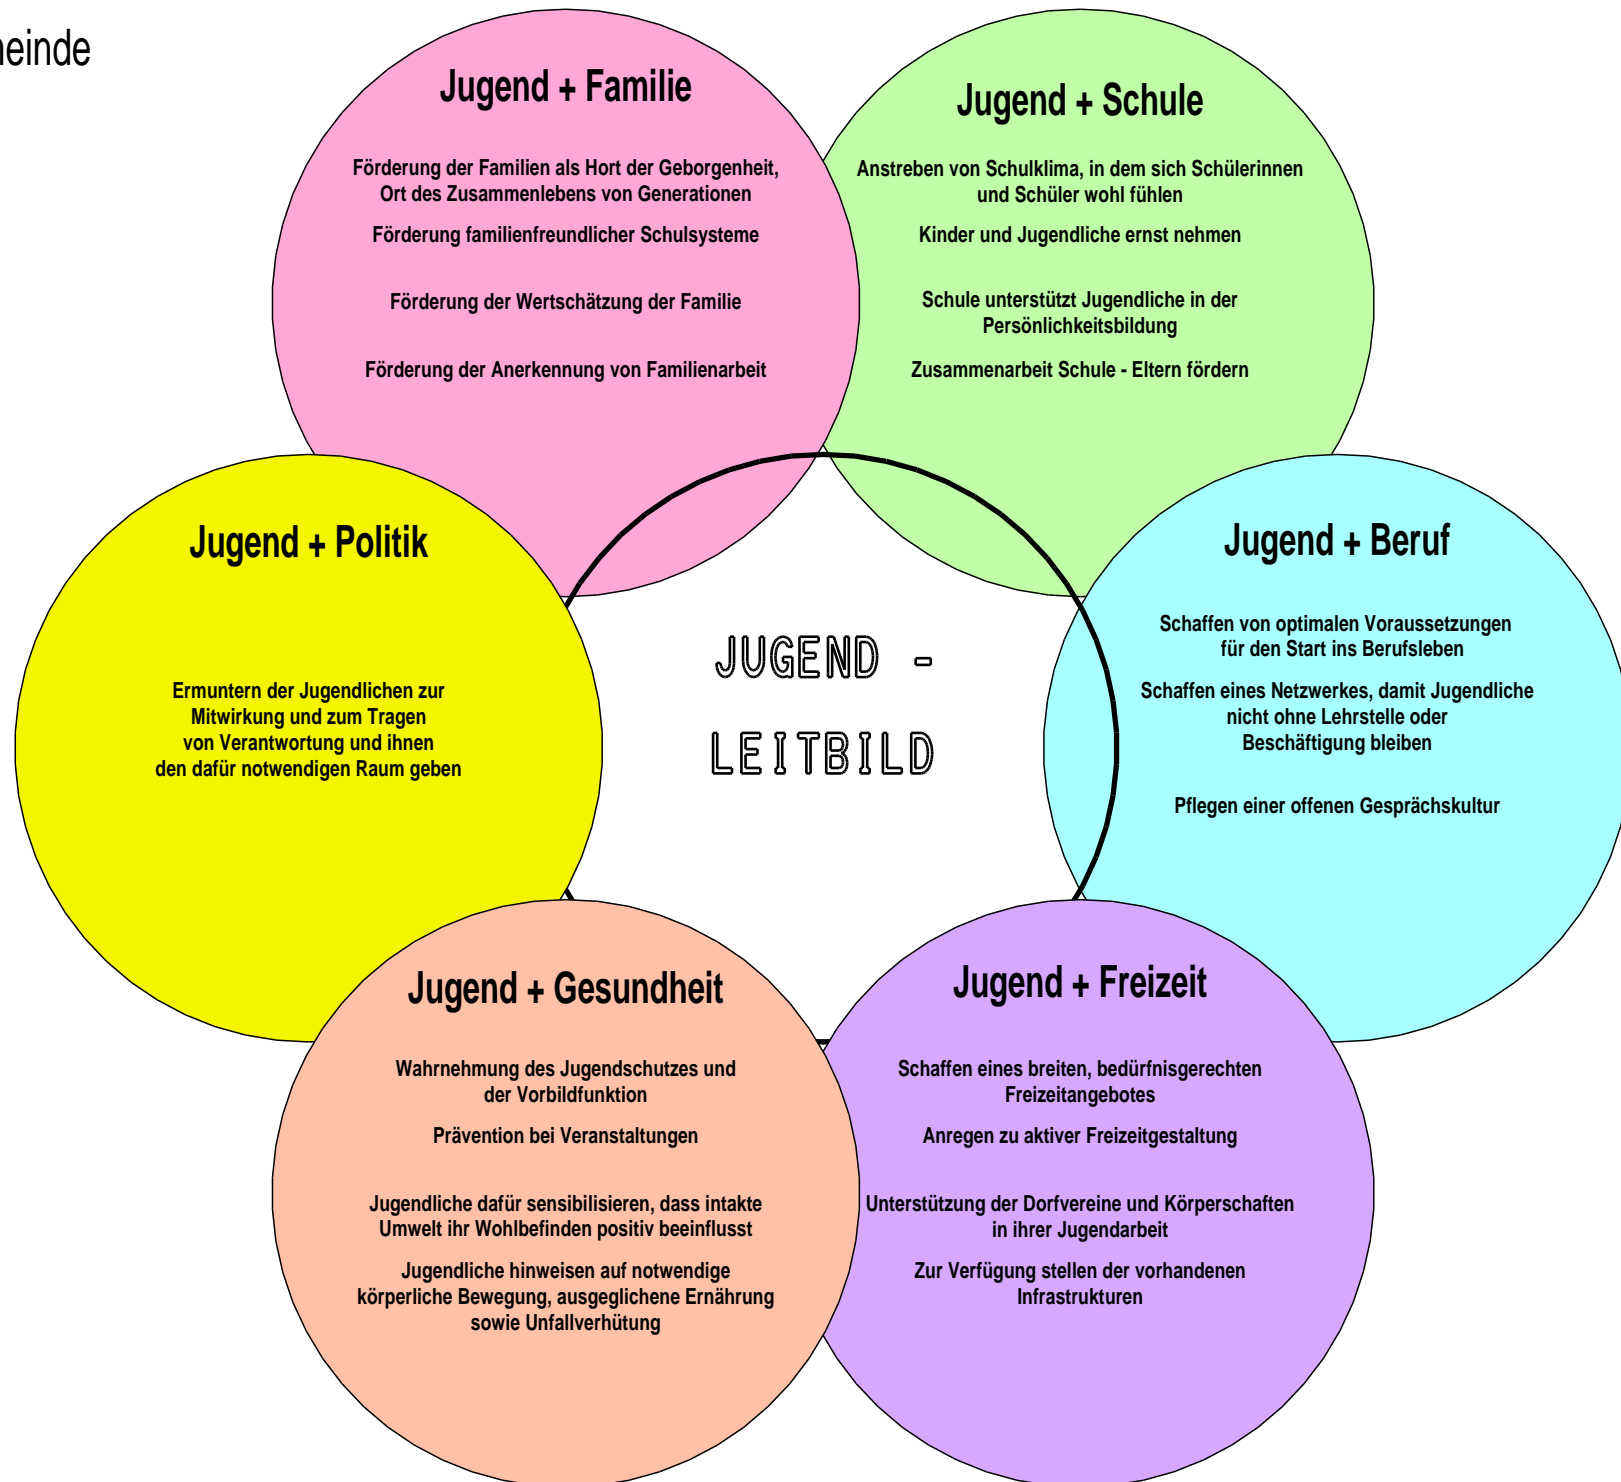 neinde
Jugend + Familie
Förderung der Familien als Hort der Geborgenheit,
Ort des Zusammenlebens von Generationen
Förderung familienfreundlicher Schulsysteme
Förderung der Wertschätzung der Familie
Förderung der Anerkennung von Familienarbeit
Jugend + Schule
Anstreben von Schulklima, in dem sich Schülerinnen
und Schüler wohl fühlen
Kinder und Jugendliche ernst nehmen
Schule unterstützt Jugendliche in der
Persönlichkeitsbildung
Zusammenarbeit Schule - Eltern fördern
Jugend + Politik
Ermuntern der Jugendlichen zur
Mitwirkung und zum Tragen
von Verantwortung und ihnen
den dafür notwendigen Raum geben
JUGEND -
LEITBILD
Jugend + Beruf
Schaffen von optimalen Voraussetzungen
für den Start ins Berufsleben
Schaffen eines Netzwerkes, damit Jugendliche
nicht ohne Lehrstelle oder
Beschäftigung bleiben
Pflegen einer offenen Gesprächskultur
Jugend + Gesundheit
Wahrnehmung des Jugendschutzes und
der Vorbildfunktion
Prävention bei Veranstaltungen
Jugendliche dafür sensibilisieren, dass intakte
Umwelt ihr Wohlbefinden positiv beeinflusst
Jugendliche hinweisen auf notwendige
körperliche Bewegung, ausgeglichene Ernährung
sowie Unfallverhütung
Jugend + Freizeit
Schaffen eines breiten, bedürfnisgerechten
Freizeitangebotes
Anregen zu aktiver Freizeitgestaltung
Unterstützung der Dorfvereine und Körperschaften
in ihrer Jugendarbeit
Zur Verfügung stellen der vorhandenen
Infrastrukturen